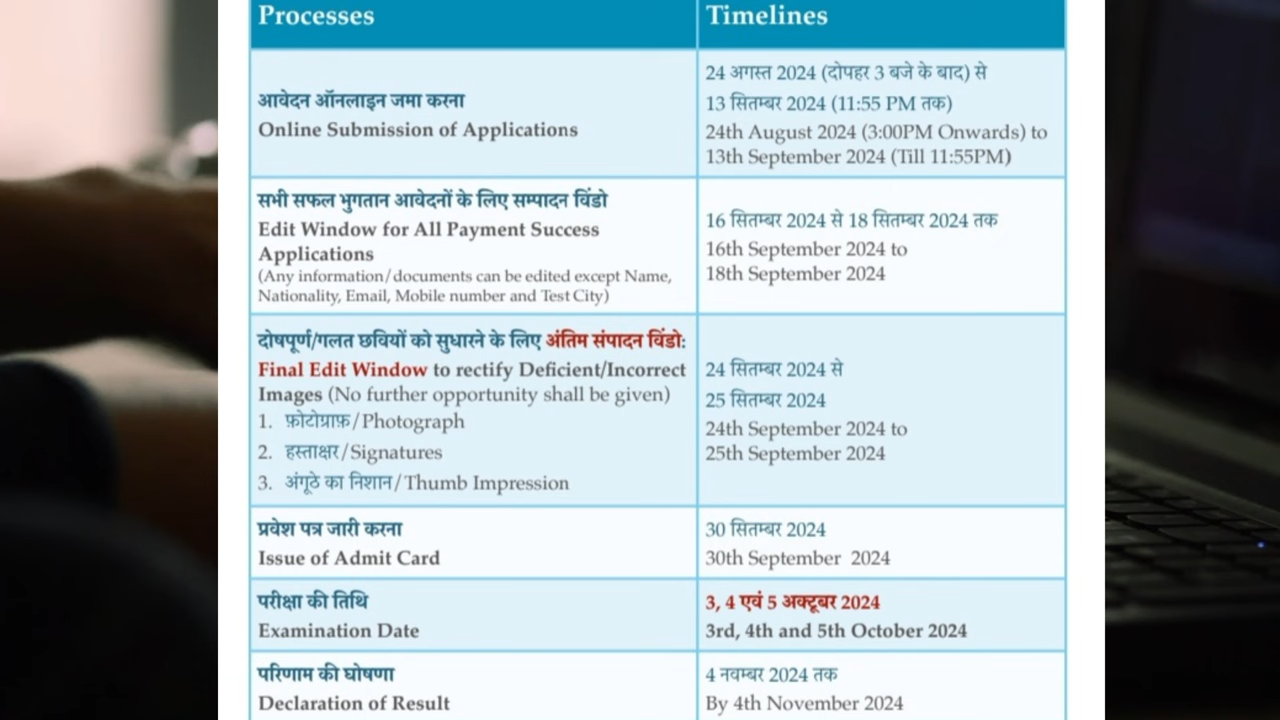 Processes
Timelines
आवेदन ऑनलाइन जमा करना
Online Submission of Applications
24 अगस्त 2024 (दोपहर 3 बजे के बाद) से
13 सितम्बर 2024 (11:55 PM तक)
24th August 2024 (3:00PM Onwards) to
13th September 2024 (Till 11:55PM)
सभी सफल भुगतान आवेदनों के लिए सम्पादन विंडो
Edit Window for All Payment Success
Applications
(Any information/documents can be edited except Name,
Nationality, Email, Mobile number and Test City)
16 सितम्बर 2024 से 18 सितम्बर 2024 तक
16th September 2024 to
18th September 2024
दोषपूर्ण/गलत छवियों को सुधारने के लिए अंतिम संपादन विंडो:
Final Edit Window to rectify Deficient/Incorrect
Images (No further opportunity shall be given)
1. फ़ोटोग्राफ़/Photograph
2. हस्ताक्षर/Signatures
3. अंगूठे का निशान/Thumb Impression
24 सितम्बर 2024 से
25 सितम्बर 2024
24th September 2024 to
25th September 2024
प्रवेश पत्र जारी करना
Issue of Admit Card
30 सितम्बर 2024
30th September 2024
परीक्षा की तिथि
Examination Date
3, 4 एवं 5 अक्टूबर 2024
3rd, 4th and 5th October 2024
परिणाम की घोषणा
Declaration of Result
4 नवम्बर 2024 तक
By 4th November 2024